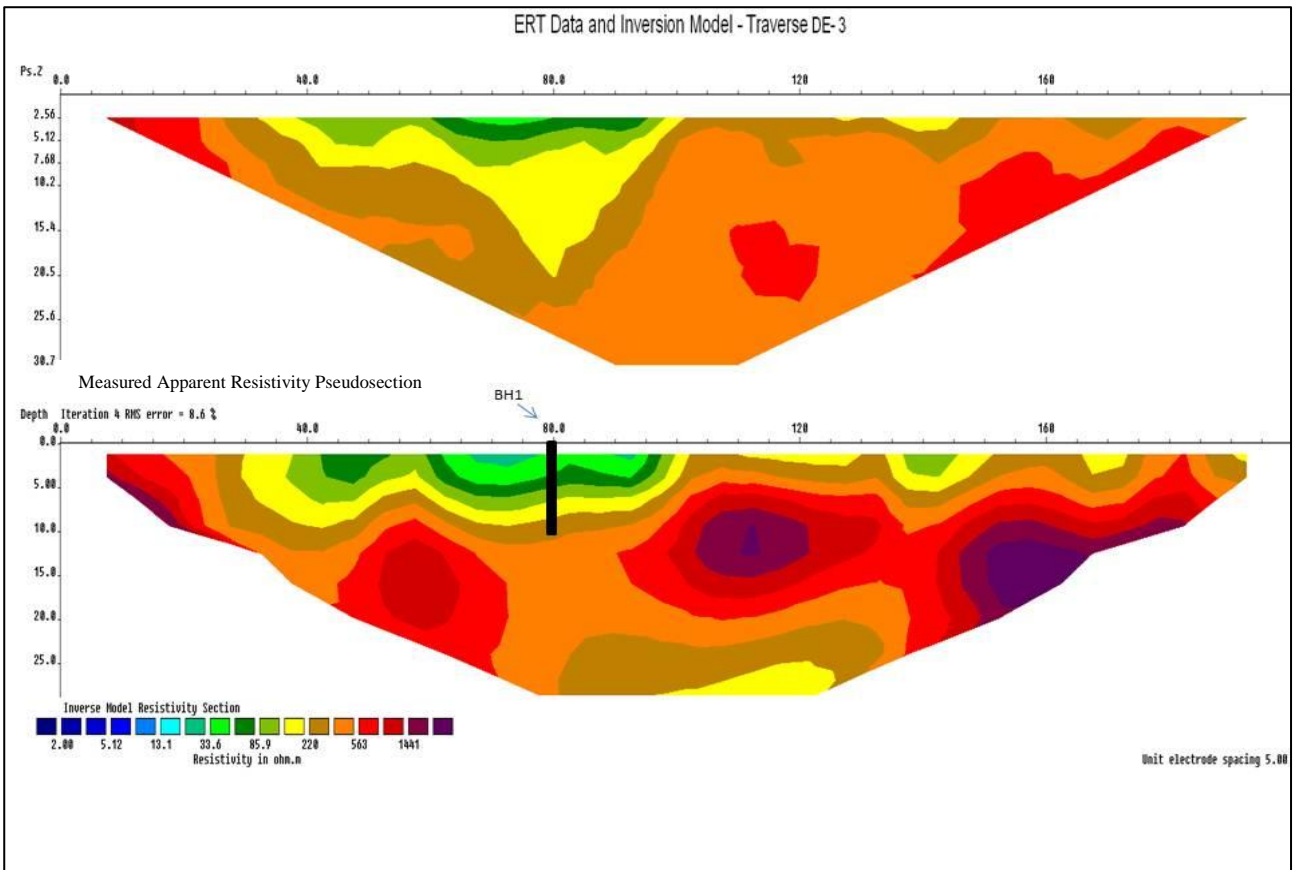 ERT Data and Inversion Model - Traverse DE-3
Ps.Z 0.0 40.0 80.0 120 160
2.56
5.12
7.68
10.2
15.4
20.5
25.6
30.7
Measured Apparent Resistivity Pseudosection
BH1
Depth Iteration 4 RMS error = 8.6 %
0.0 40.0 80.0 120 160
0.0
5.00
10.0
15.0
20.0
25.0
Inverse Model Resistivity Section
2.00 5.12 13.1 33.6 85.9 220 563 1441
Resistivity in ohm.m
Unit electrode spacing 5.00